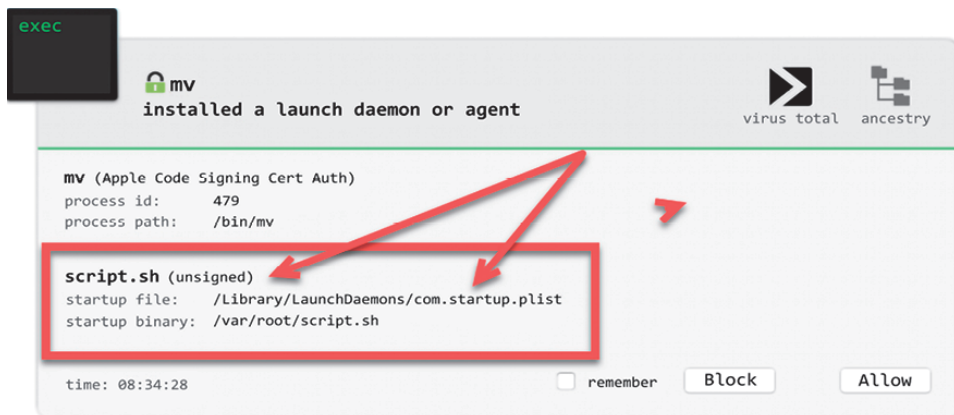 exec
mv
installed a launch daemon or agent
virus total
ancestry
mv (Apple Code Signing Cert Auth)
process id: 479
process path: /bin/mv
script.sh (unsigned)
startup file: /Library/LaunchDaemons/com.startup.plist
startup binary: /var/root/script.sh
time: 08:34:28
remember
Block
Allow